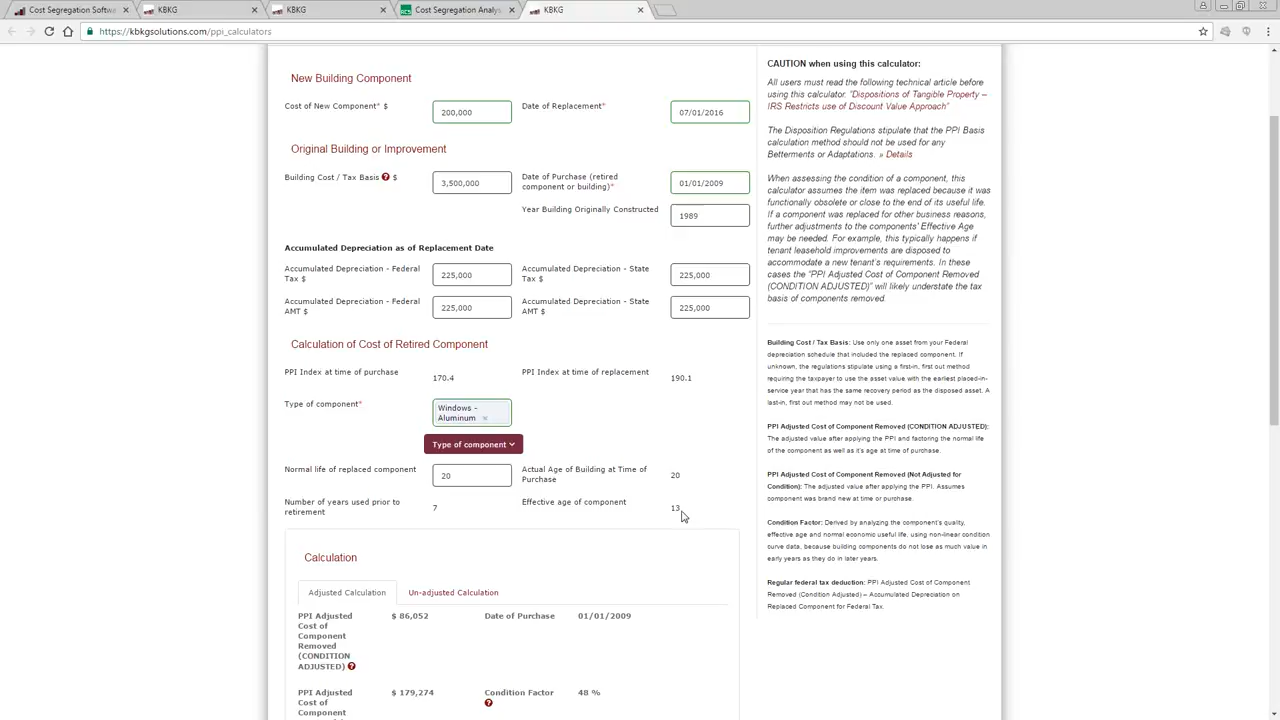 Cost Segregation Softw
KBKG
KBKG
RCS Cost Segregation Analys
KBKG
https://kbkgsolutions.com/ppi_calculators
New Building Component
Cost of New Component* $
200,000
Date of Replacement*
07/01/2016
Original Building or Improvement
Building Cost / Tax Basis ? $
3,500,000
Date of Purchase (retired
component or building)*
01/01/2009
Year Building Originally Constructed
1989
Accumulated Depreciation as of Replacement Date
Accumulated Depreciation - Federal
Tax $
225,000
Accumulated Depreciation - State
Tax $
225,000
Accumulated Depreciation - Federal
AMT $
225,000
Accumulated Depreciation - State
AMT $
225,000
Calculation of Cost of Retired Component
PPI Index at time of purchase
170.4
PPI Index at time of replacement
190.1
Type of component*
Windows -
Aluminum ×
Type of component
Normal life of replaced component
20
Actual Age of Building at Time of
Purchase
20
Number of years used prior to
retirement
7
Effective age of component
13
Calculation
Adjusted Calculation
Un-adjusted Calculation
PPI Adjusted
Cost of
Component
Removed
(CONDITION
ADJUSTED) ?
$ 86,052
Date of Purchase
01/01/2009
PPI Adjusted
Cost of
Component
$ 179,274
Condition Factor
?
48 %
CAUTION when using this calculator:
All users must read the following technical article before
using this calculator. "Dispositions of Tangible Property –
IRS Restricts use of Discount Value Approach"
The Disposition Regulations stipulate that the PPI Basis
calculation method should not be used for any
Betterments or Adaptations. » Details
When assessing the condition of a component, this
calculator assumes the item was replaced because it was
functionally obsolete or close to the end of its useful life.
If a component was replaced for other business reasons,
further adjustments to the components' Effective Age
may be needed. For example, this typically happens if
tenant leasehold improvements are disposed to
accommodate a new tenant's requirements. In these
cases the "PPI Adjusted Cost of Component Removed
(CONDITION ADJUSTED)" will likely understate the tax
basis of components removed.
Building Cost / Tax Basis: Use only one asset from your Federal
depreciation schedule that included the replaced component. If
unknown, the regulations stipulate using a first-in, first out method
requiring the taxpayer to use the asset value with the earliest placed-in-
service year that has the same recovery period as the disposed asset. A
last-in, first out method may not be used.
PPI Adjusted Cost of Component Removed (CONDITION ADJUSTED):
The adjusted value after applying the PPI and factoring the normal life
of the component as well as it's age at time of purchase.
PPI Adjusted Cost of Component Removed (Not Adjusted for
Condition): The adjusted value after applying the PPI. Assumes
component was brand new at time or purchase.
Condition Factor: Derived by analyzing the component's quality,
effective age and normal economic useful life, using non-linear condition
curve data, because building components do not lose as much value in
early years as they do in later years.
Regular federal tax deduction: PPI Adjusted Cost of Component
Removed (Condition Adjusted) – Accumulated Depreciation on
Replaced Component for Federal Tax.